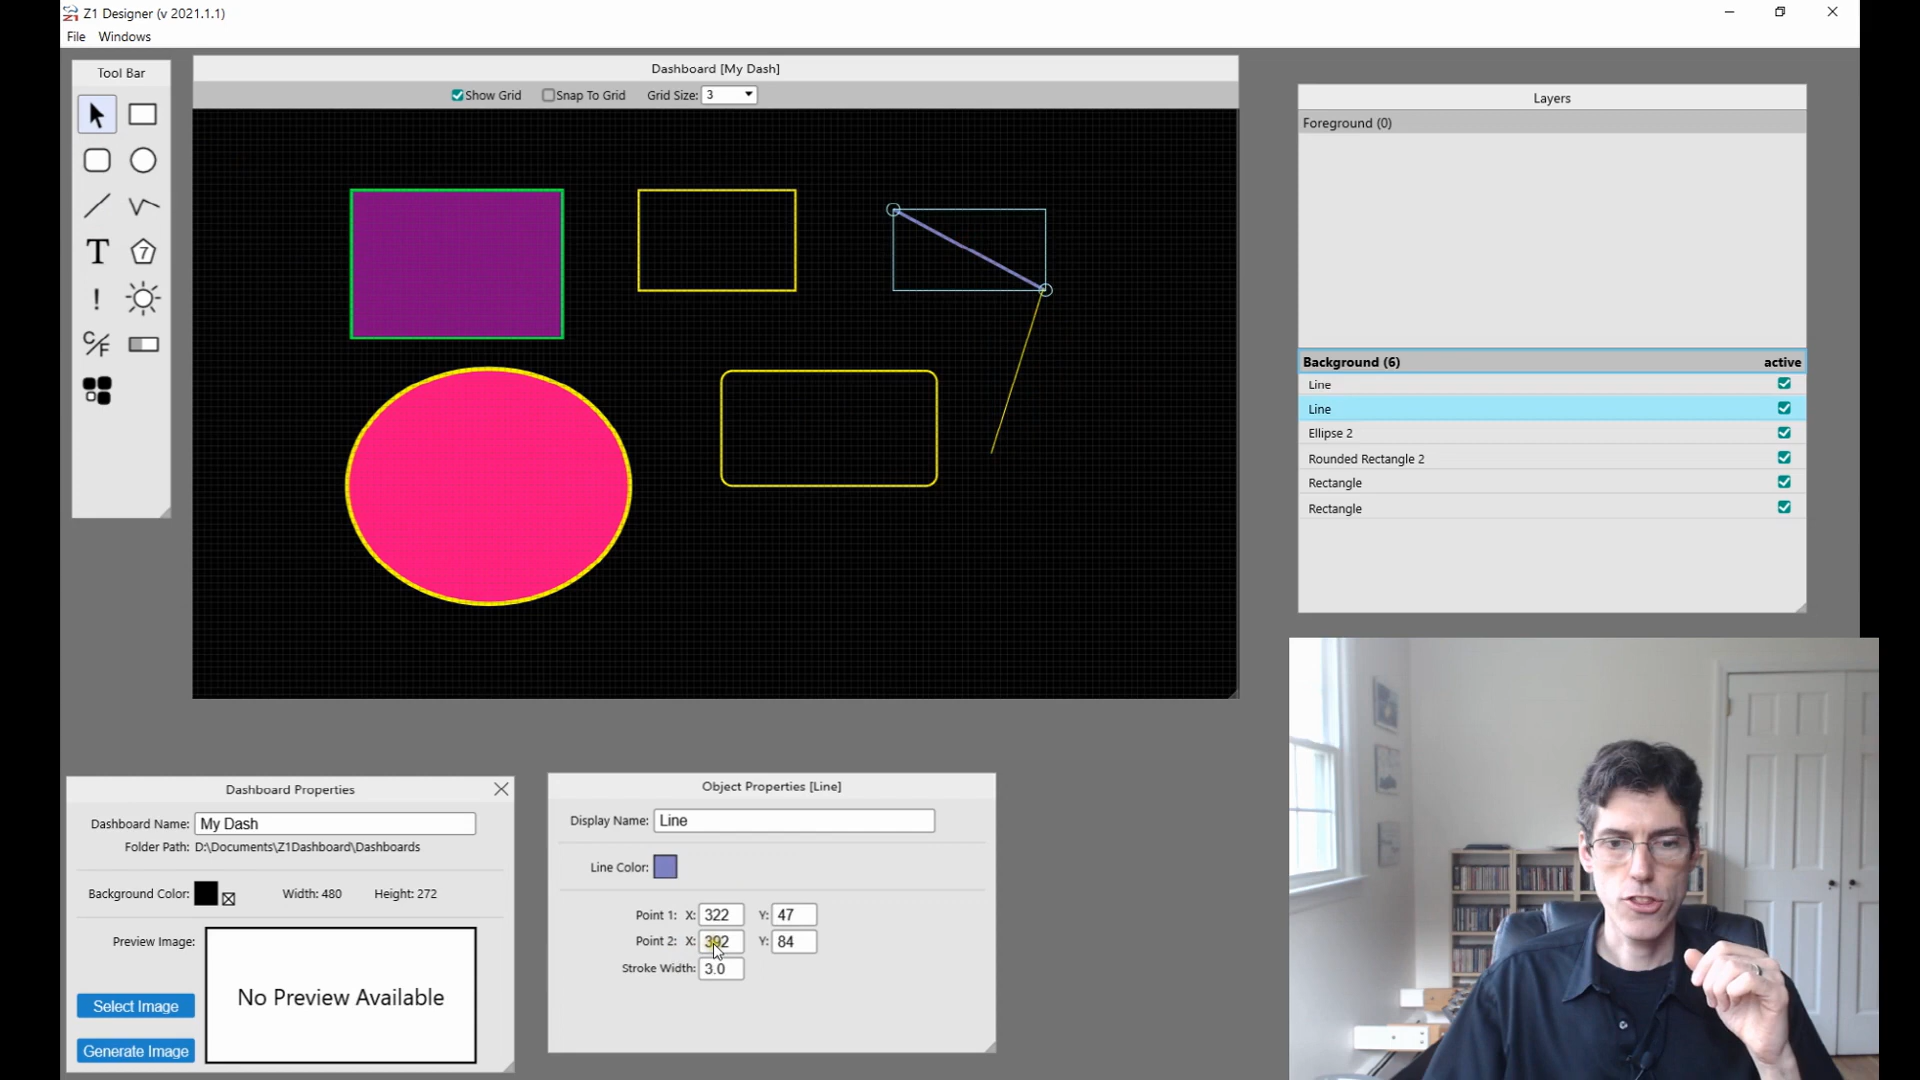 Z1 Designer (v 2021.1.1)
File Windows
Tool Bar
T 7
!
C/F
Dashboard [My Dash]
Show Grid Snap To Grid Grid Size: 3
Layers
Foreground (0)
Background (6) active
Line
Line
Ellipse 2
Rounded Rectangle 2
Rectangle
Rectangle
Dashboard Properties
Dashboard Name: My Dash
Folder Path: D:\Documents\Z1Dashboard\Dashboards
Background Color: Width: 480 Height: 272
Preview Image:
No Preview Available
Select Image
Generate Image
Object Properties [Line]
Display Name: Line
Line Color:
Point 1: X: 322 Y: 47
Point 2: X: 392 Y: 84
Stroke Width: 3.0